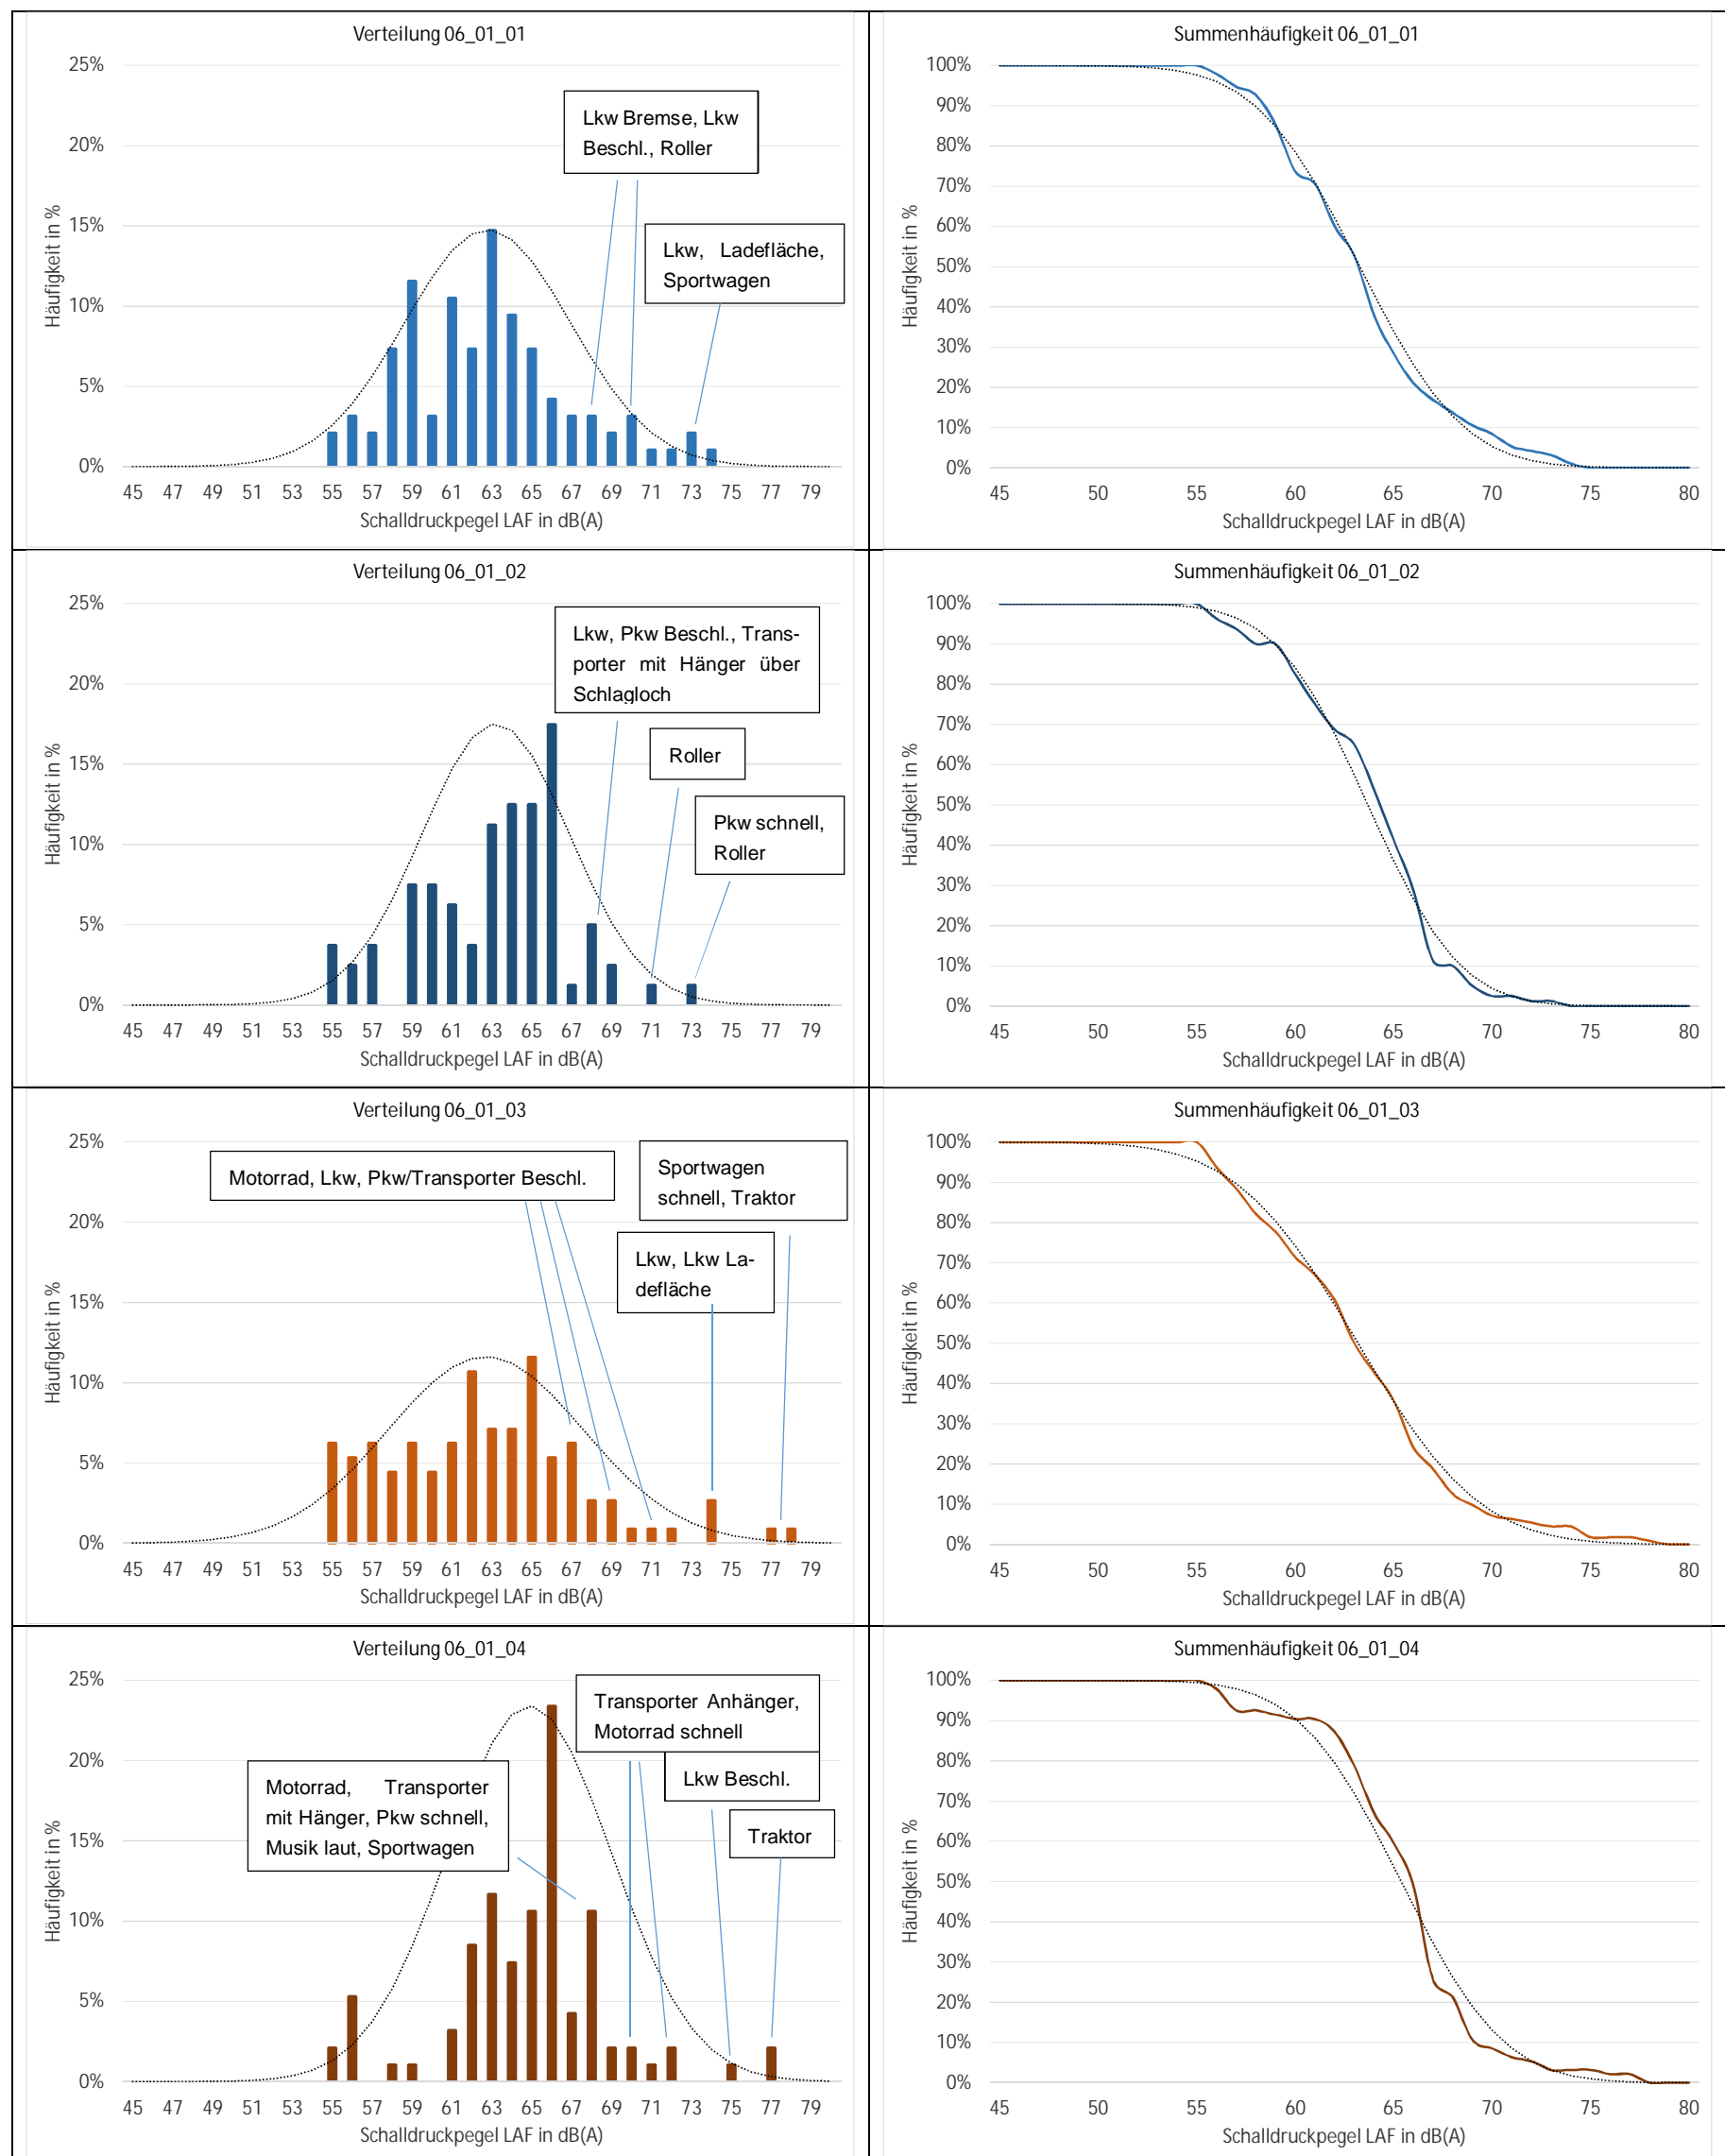 Verteilung 06_01_01
25%
20%
15%
10%
5%
0%
Häufigkeit in %
Lkw Bremse, Lkw
Beschl., Roller
Lkw, Ladefläche,
Sportwagen
45 47 49 51 53 55 57 59 61 63 65 67 69 71 73 75 77 79
Schalldruckpegel LAF in dB(A)
Summenhäufigkeit 06_01_01
100%
90%
80%
70%
60%
50%
40%
30%
20%
10%
0%
Häufigkeit in %
45 50 55 60 65 70 75 80
Schalldruckpegel LAF in dB(A)
Verteilung 06_01_02
25%
20%
15%
10%
5%
0%
Häufigkeit in %
Lkw, Pkw Beschl., Trans-
porter mit Hänger über
Schlagloch
Roller
Pkw schnell,
Roller
45 47 49 51 53 55 57 59 61 63 65 67 69 71 73 75 77 79
Schalldruckpegel LAF in dB(A)
Summenhäufigkeit 06_01_02
100%
90%
80%
70%
60%
50%
40%
30%
20%
10%
0%
Häufigkeit in %
45 50 55 60 65 70 75 80
Schalldruckpegel LAF in dB(A)
Verteilung 06_01_03
25%
20%
15%
10%
5%
0%
Häufigkeit in %
Motorrad, Lkw, Pkw/Transporter Beschl.
Sportwagen
schnell, Traktor
Lkw, Lkw La-
defläche
45 47 49 51 53 55 57 59 61 63 65 67 69 71 73 75 77 79
Schalldruckpegel LAF in dB(A)
Summenhäufigkeit 06_01_03
100%
90%
80%
70%
60%
50%
40%
30%
20%
10%
0%
Häufigkeit in %
45 50 55 60 65 70 75 80
Schalldruckpegel LAF in dB(A)
Verteilung 06_01_04
25%
20%
15%
10%
5%
0%
Häufigkeit in %
Transporter Anhänger,
Motorrad schnell
Lkw Beschl.
Motorrad, Transporter
mit Hänger, Pkw schnell,
Musik laut, Sportwagen
Traktor
45 47 49 51 53 55 57 59 61 63 65 67 69 71 73 75 77 79
Schalldruckpegel LAF in dB(A)
Summenhäufigkeit 06_01_04
100%
90%
80%
70%
60%
50%
40%
30%
20%
10%
0%
Häufigkeit in %
45 50 55 60 65 70 75 80
Schalldruckpegel LAF in dB(A)